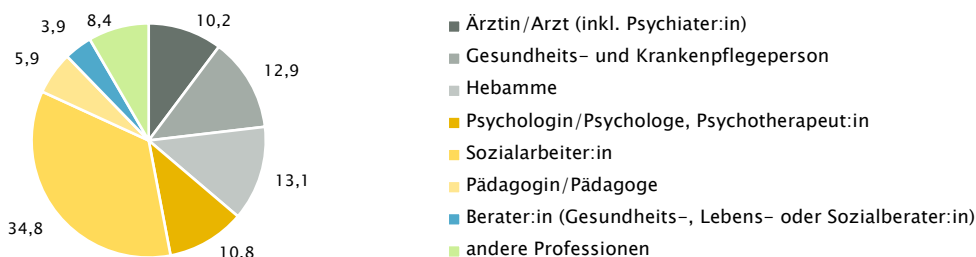 3,9
8,4
10,2
5,9
12,9
34,8
13,1
10,8
Ärztin/Arzt (inkl. Psychiater:in)
Gesundheits- und Krankenpflegeperson
Hebamme
Psychologin/Psychologe, Psychotherapeut:in
Sozialarbeiter:in
Pädagogin/Pädagoge
Berater:in (Gesundheits-, Lebens- oder Sozialberater:in)
andere Professionen